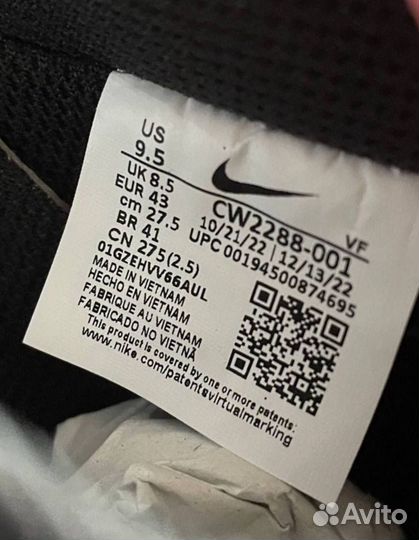 US
9.5
UK 8.5
EUR 43
cm 27.5
BR 41
CN 275(2.5)
01GZEHVV66AUL
CW2288-001 VF
10/21/22 | 12/13/22
UPC 00194500874695
MADE IN VIETNAM
HECHO EN VIETNAM
FABRIQUE AU VIETNAM
FABRICADO NO VIETNÃ
This product is covered by one or more
www.nike.com/patents
virtualmarking
Avito